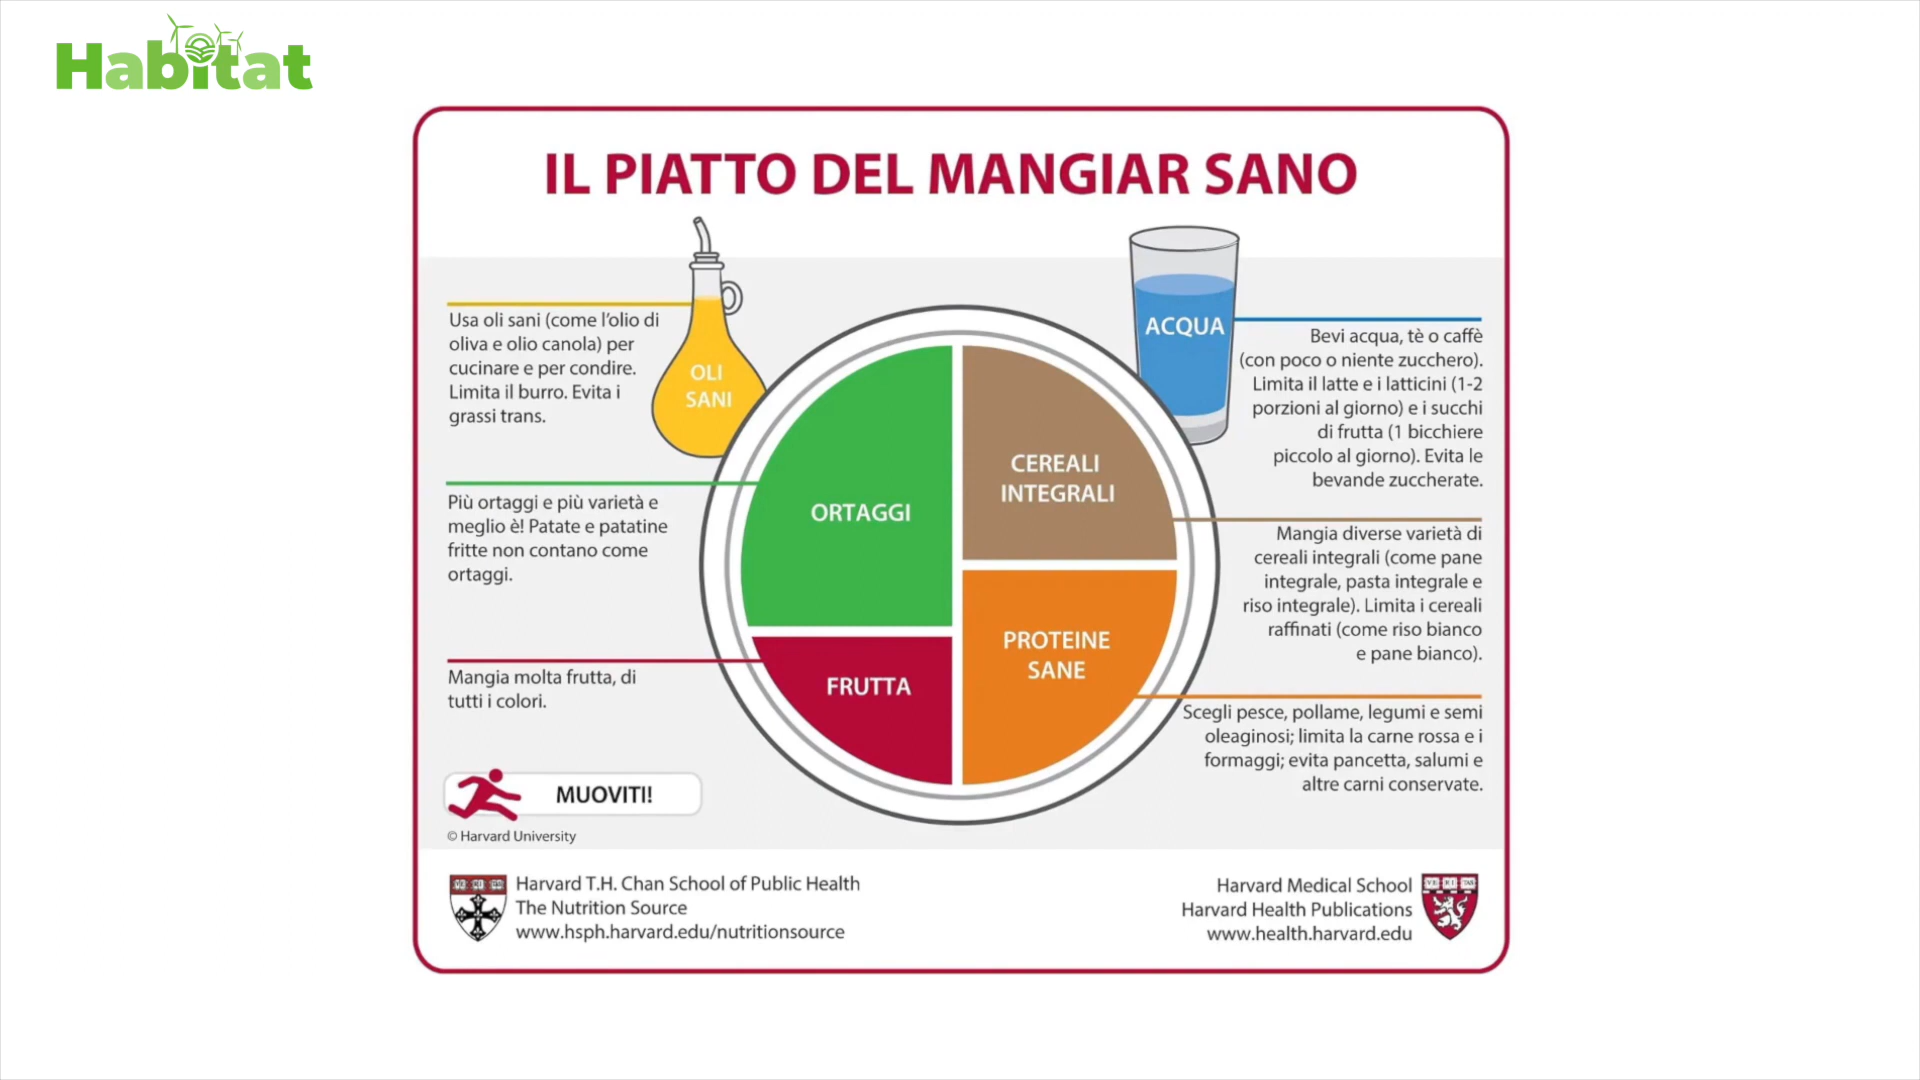 Habitat
IL PIATTO DEL MANGIAR SANO
Usa oli sani (come l'olio di
oliva e olio canola) per
cucinare e per condire.
Limita il burro. Evita i
grassi trans.
OLI
SANI
ACQUA
Bevi acqua, tè o caffè
(con poco o niente zucchero).
Limita il latte e i latticini (1-2
porzioni al giorno) e i succhi
di frutta (1 bicchiere
piccolo al giorno). Evita le
bevande zuccherate.
Più ortaggi e più varietà e
meglio è! Patate e patatine
fritte non contano come
ortaggi.
ORTAGGI
CEREALI
INTEGRALI
Mangia diverse varietà di
cereali integrali (come pane
integrale, pasta integrale e
riso integrale). Limita i cereali
raffinati (come riso bianco
e pane bianco).
Mangia molta frutta, di
tutti i colori.
FRUTTA
PROTEINE
SANE
Scegli pesce, pollame, legumi e semi
oleaginosi; limita la carne rossa e i
formaggi; evita pancetta, salumi e
altre carni conservate.
MUOVITI!
© Harvard University
Harvard T.H. Chan School of Public Health
The Nutrition Source
www.hsph.harvard.edu/nutritionsource
Harvard Medical School
Harvard Health Publications
www.health.harvard.edu